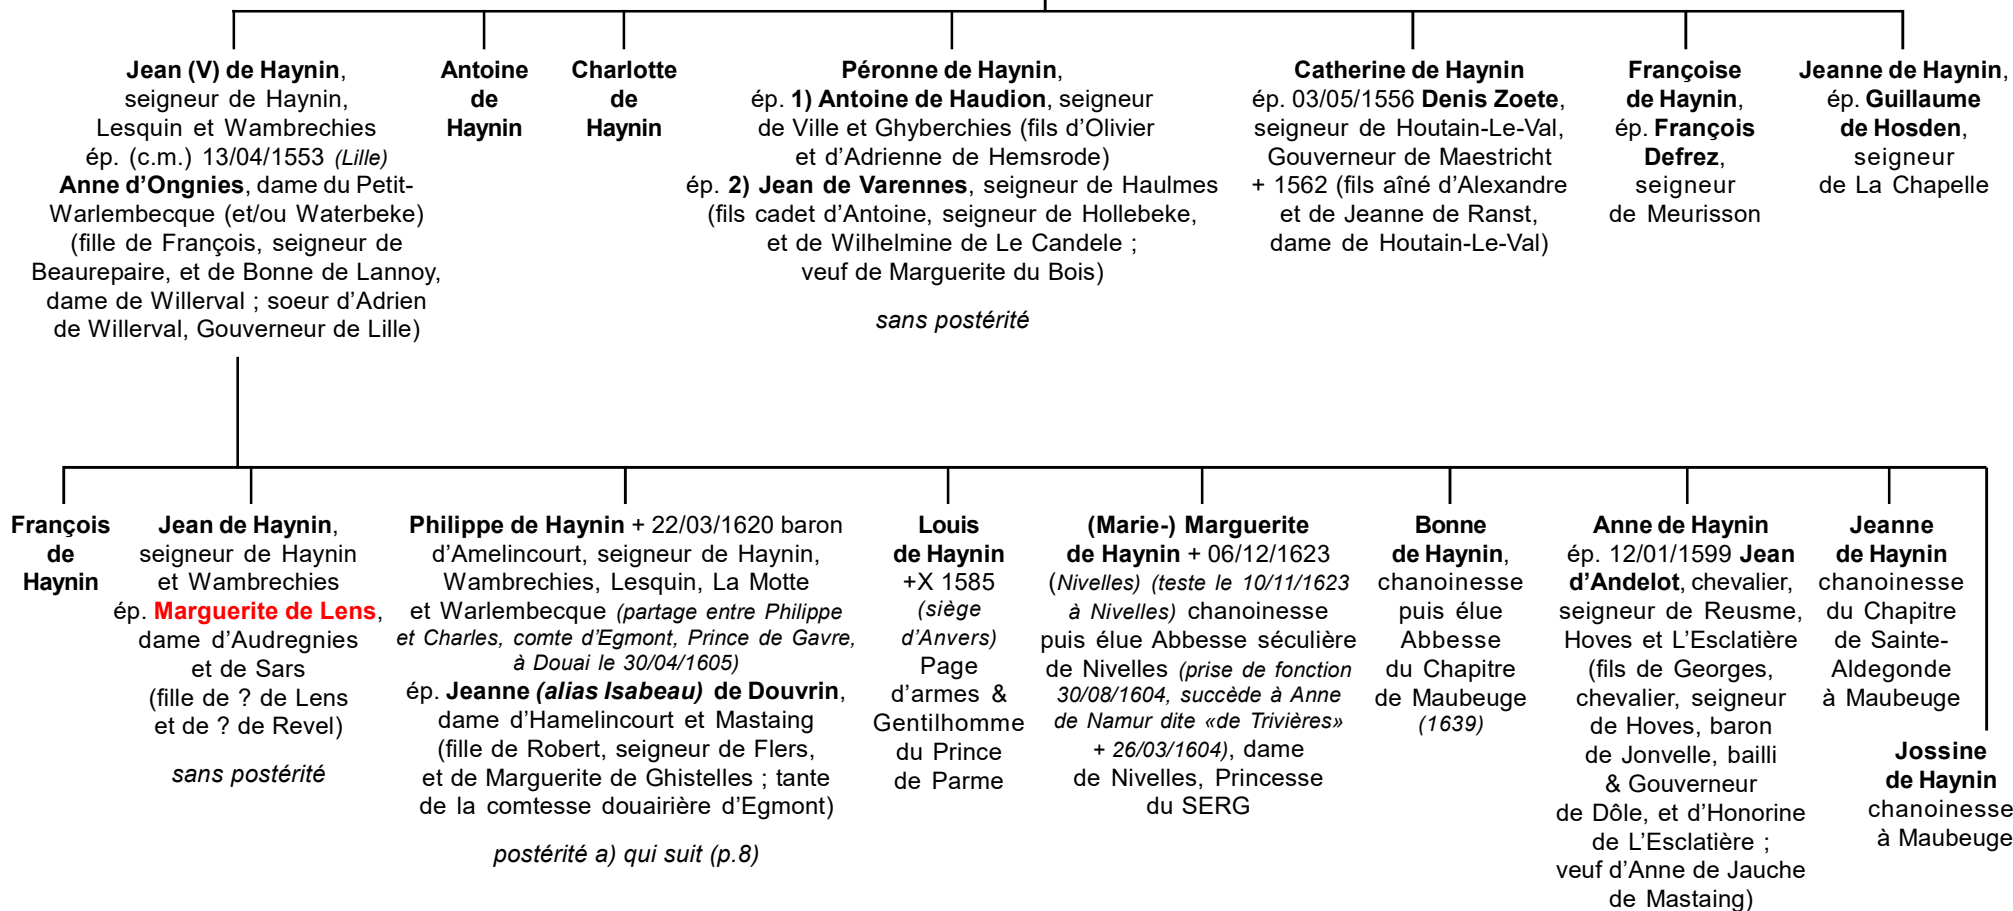 Jean (V) de Haynin,
seigneur de Haynin,
Lesquin et Wambrechies
ép. (c.m.) 13/04/1553 (Lille)
Anne d’Ongnies, dame du Petit-
Warlembecque (et/ou Waterbeke)
(fille de François, seigneur de
Beaurepaire, et de Bonne de Lannoy,
dame de Willerval ; soeur d’Adrien
de Willerval, Gouverneur de Lille)
Antoine
de
Haynin
Charlotte
de
Haynin
Péronne de Haynin,
ép. 1) Antoine de Haudion, seigneur
de Ville et Ghyberchies (fils d’Olivier
et d’Adrienne de Hemsrode)
ép. 2) Jean de Varennes, seigneur de Haulmes
(fils cadet d’Antoine, seigneur de Hollebeke,
et de Wilhelmine de Le Candele ;
veuf de Marguerite du Bois)
sans postérité
Catherine de Haynin
ép. 03/05/1556 Denis Zoete,
seigneur de Houtain-Le-Val,
Gouverneur de Maestricht
+ 1562 (fils aîné d’Alexandre
et de Jeanne de Ranst,
dame de Houtain-Le-Val)
Françoise
de Haynin,
ép. François
Defrez,
seigneur
de Meurisson
Jeanne de Haynin,
ép. Guillaume
de Hosden,
seigneur
de La Chapelle
François
de
Haynin
Jean de Haynin,
seigneur de Haynin
et Wambrechies
ép. Marguerite de Lens,
dame d’Audregnies
et de Sars
(fille de ? de Lens
et de ? de Revel)
sans postérité
Philippe de Haynin + 22/03/1620 baron
d’Amelincourt, seigneur de Haynin,
Wambrechies, Lesquin, La Motte
et Warlembecque (partage entre Philippe
et Charles, comte d’Egmont, Prince de Gavre,
à Douai le 30/04/1605)
ép. Jeanne (alias Isabeau) de Douvrin,
dame d’Hamelincourt et Mastaing
(fille de Robert, seigneur de Flers,
et de Marguerite de Ghistelles ; tante
de la comtesse douairière d’Egmont)
postérité a) qui suit (p.8)
Louis
de Haynin
+X 1585
(siège
d’Anvers)
Page
d’armes &
Gentilhomme
du Prince
de Parme
(Marie-) Marguerite
de Haynin + 06/12/1623
(Nivelles) (teste le 10/11/1623
à Nivelles) chanoinesse
puis élue Abbesse séculière
de Nivelles (prise de fonction
30/08/1604, succède à Anne
de Namur dite «de Trivières»
+ 26/03/1604), dame
de Nivelles, Princesse
du SERG
Bonne
de Haynin,
chanoinesse
puis élue
Abbesse
du Chapitre
de Maubeuge
(1639)
Anne de Haynin
ép. 12/01/1599 Jean
d’Andelot, chevalier,
seigneur de Reusme,
Hoves et L’Esclatière
(fils de Georges,
chevalier, seigneur
de Hoves, baron
de Jonvelle, bailli
& Gouverneur
de Dôle, et d’Honorine
de L’Esclatière ;
veuf d’Anne de Jauche
de Mastaing)
Jeanne
de Haynin
chanoinesse
du Chapitre
de Sainte-
Aldegonde
à Maubeuge
Jossine
de Haynin
chanoinesse
à Maubeuge